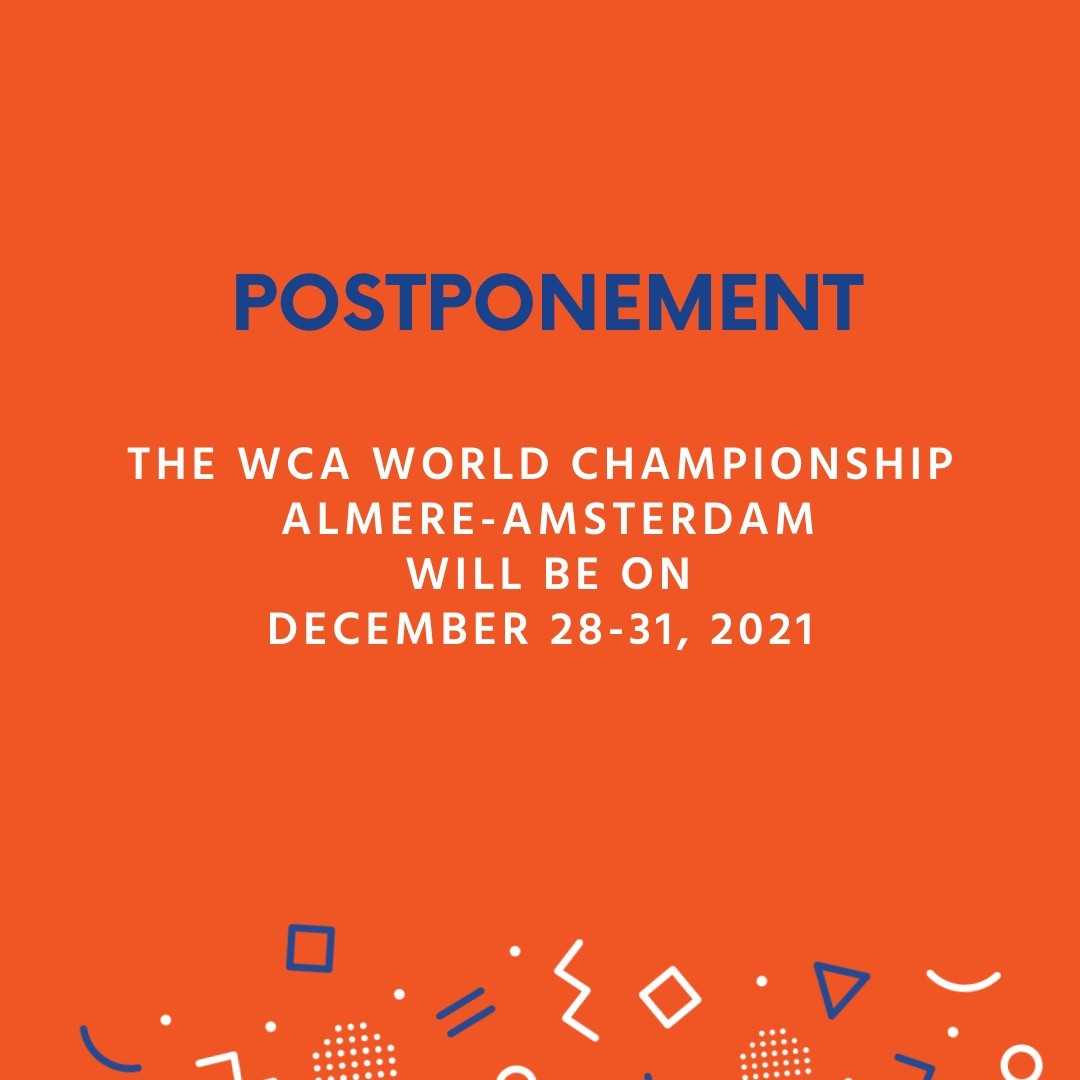 POSTPONEMENT
THE WCA WORLD CHAMPIONSHIP
ALMERE-AMSTERDAM
WILL BE ON
DECEMBER 28-31, 2021